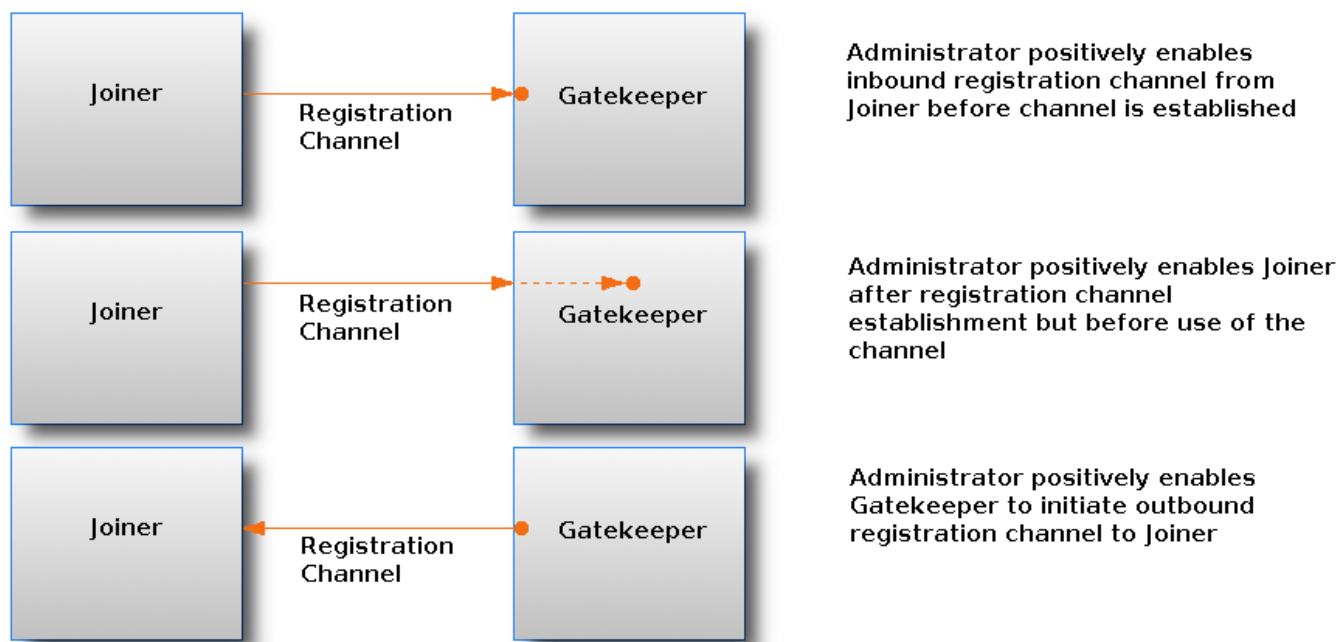 Joiner
Registration
Channel
Gatekeeper
Administrator positively enables
inbound registration channel from
Joiner before channel is established
Joiner
Registration
Channel
Gatekeeper
Administrator positively enables Joiner
after registration channel
establishment but before use of the
channel
Joiner
Registration
Channel
Gatekeeper
Administrator positively enables
Gatekeeper to initiate outbound
registration channel to Joiner